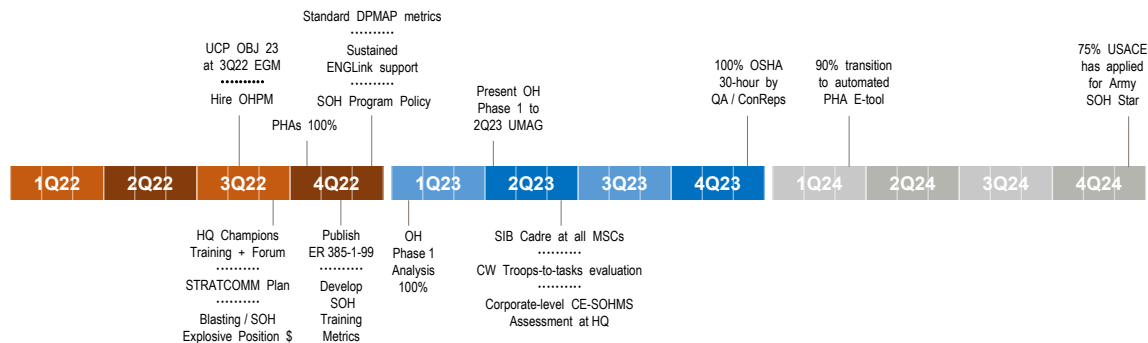 Standard DPMAP metrics
Sustained
ENGLink support
SOH Program Policy
UCP OBJ 23
at 3Q22 EGM
Hire OHPM
PHAs 100%
Present OH
Phase 1 to
2Q23 UMAG
100% OSHA
30-hour by
QA / ConReps
90% transition
to automated
PHA E-tool
75% USACE
has applied
for Army
SOH Star
1Q22
2Q22
3Q22
4Q22
1Q23
2Q23
3Q23
4Q23
1Q24
2Q24
3Q24
4Q24
HQ Champions
Training + Forum
STRATCOMM Plan
Blasting / SOH
Explosive Position $
Publish
ER 385-1-99
Develop
SOH
Training
Metrics
OH
Phase 1
Analysis
100%
SIB Cadre at all MSCs
CW Troops-to-tasks evaluation
Corporate-level CE-SOHMS
Assessment at HQ